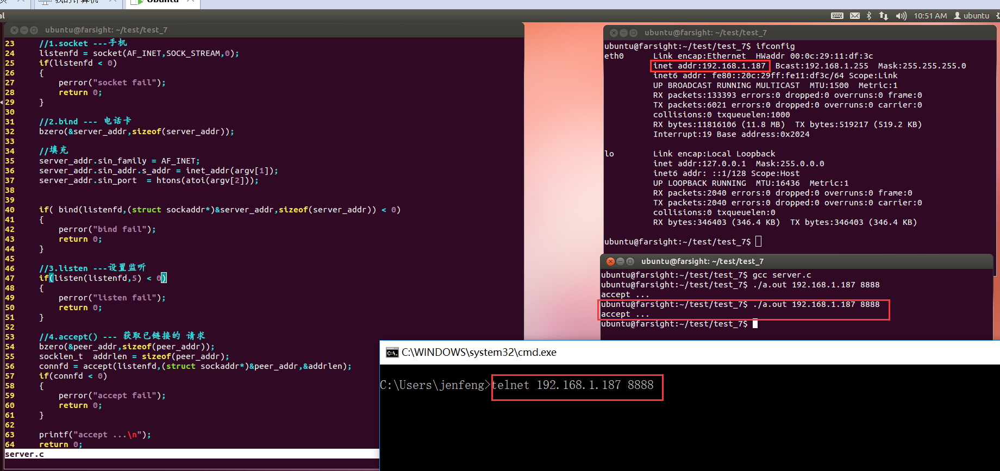 我的计算机
Ubuntu
10:51 AM ubuntu
ubuntu@farsight: ~/test/test_7
23 //1.socket ---手机
24 listenfd = socket(AF_INET,SOCK_STREAM,0);
25 if(listenfd < 0)
26 {
27 perror("socket fail");
28 return 0;
29 }
30
31 //2.bind --- 电话卡
32 bzero(&server_addr,sizeof(server_addr));
33
34 //填充
35 server_addr.sin_family = AF_INET;
36 server_addr.sin_addr.s_addr = inet_addr(argv[1]);
37 server_addr.sin_port  = htons(atoi(argv[2]));
38
39
40 if( bind(listenfd,(struct sockaddr*)&server_addr,sizeof(server_addr)) < 0)
41 {
42 perror("bind fail");
43 return 0;
44 }
45
46 //3.listen ---设置监听
47 if(listen(listenfd,5) < 0)
48 {
49 perror("listen fail");
50 return 0;
51 }
52
53 //4.accept() --- 获取已链接的 请求
54 bzero(&peer_addr,sizeof(peer_addr));
55 socklen_t  addrlen = sizeof(peer_addr);
56 connfd = accept(listenfd,(struct sockaddr*)&peer_addr,&addrlen);
57 if(connfd < 0)
58 {
59 perror("accept fail");
60 return 0;
61 }
62
63 printf("accept ...\n");
64 return 0;
server.c
ubuntu@farsight: ~/test/test_7
ubuntu@farsight:~/test/test_7$ ifconfig
eth0 Link encap:Ethernet  HWaddr 00:0c:29:11:df:3c
inet addr:192.168.1.187  Bcast:192.168.1.255  Mask:255.255.255.0
inet6 addr: fe80::20c:29ff:fe11:df3c/64 Scope:Link
UP BROADCAST RUNNING MULTICAST  MTU:1500  Metric:1
RX packets:133393 errors:0 dropped:0 overruns:0 frame:0
TX packets:6021 errors:0 dropped:0 overruns:0 carrier:0
collisions:0 txqueuelen:1000
RX bytes:11816106 (11.8 MB)  TX bytes:519217 (519.2 KB)
Interrupt:19 Base address:0x2024
lo Link encap:Local Loopback
inet addr:127.0.0.1  Mask:255.0.0.0
inet6 addr: ::1/128 Scope:Host
UP LOOPBACK RUNNING  MTU:16436  Metric:1
RX packets:2040 errors:0 dropped:0 overruns:0 frame:0
TX packets:2040 errors:0 dropped:0 overruns:0 carrier:0
collisions:0 txqueuelen:0
RX bytes:346403 (346.4 KB)  TX bytes:346403 (346.4 KB)
ubuntu@farsight:~/test/test_7$
ubuntu@farsight: ~/test/test_7
ubuntu@farsight:~/test/test_7$ gcc server.c
ubuntu@farsight:~/test/test_7$ ./a.out 192.168.1.187 8888
accept ...
ubuntu@farsight:~/test/test_7$ ./a.out 192.168.1.187 8888
accept ...
ubuntu@farsight:~/test/test_7$
C:\WINDOWS\system32\cmd.exe
C:\Users\jenfeng>telnet 192.168.1.187 8888